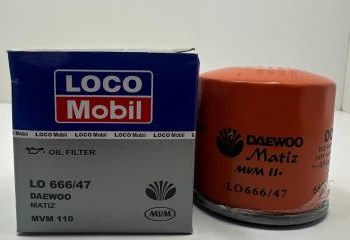 LOCO
Mobil
Loco Mobil Loco Mobil Loco Mobil Loco Mobil
OIL FILTER
LO 666/47
DAEWOO
MATIZ
MVM 110
MVM
DAEWOO
Matiz
MVM 11
LO666/47